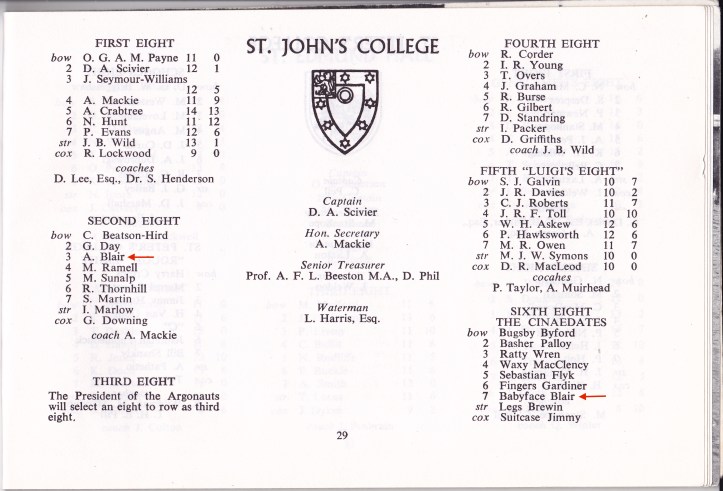 FIRST EIGHT
bow O. G. A. M. Payne 11 0
2 D. A. Scivier 12 1
3 J. Seymour-Williams
12 5
4 A. Mackie 11 9
5 A. Crabtree 14 13
6 N. Hunt 11 12
7 P. Evans 12 6
str J. B. Wild 13 1
cox R. Lockwood 9 0
coaches
D. Lee, Esq., Dr. S. Henderson
SECOND EIGHT
bow C. Beatson-Hird
2 G. Day
3 A. Blair
4 M. Ramell
5 M. Sunalp
6 R. Thornhill
7 S. Martin
str I. Marlow
cox G. Downing
coach A. Mackie
THIRD EIGHT
The President of the Argonauts
will select an eight to row as third
eight.
ST. JOHN'S COLLEGE
Captain
D. A. Scivier
Hon. Secretary
A. Mackie
Senior Treasurer
Prof. A. F. L. Beeston M.A., D. Phil
Waterman
L. Harris, Esq.
FOURTH EIGHT
bow R. Corder
2 I. R. Young
3 T. Overs
4 J. Graham
5 R. Burse
6 R. Gilbert
7 D. Standring
str I. Packer
cox D. Griffiths
coach J. B. Wild
FIFTH "LUIGI'S EIGHT"
bow S. J. Galvin 10 7
2 J. R. Davies 10 2
3 C. J. Roberts 11 7
4 J. R. F. Toll 10 10
5 W. H. Askew 12 6
6 P. Hawksworth 12 6
7 M. R. Owen 11 7
str M. J. W. Symons 10 0
cox D. R. MacLeod 10 0
cocahes
P. Taylor, A. Muirhead
SIXTH EIGHT
THE CINAEDATES
bow Bugsby Byford
2 Basher Palloy
3 Ratty Wren
4 Waxy MacClency
5 Sebastian Flyk
6 Fingers Gardiner
7 Babyface Blair
str Legs Brewin
cox Suitcase Jimmy
29